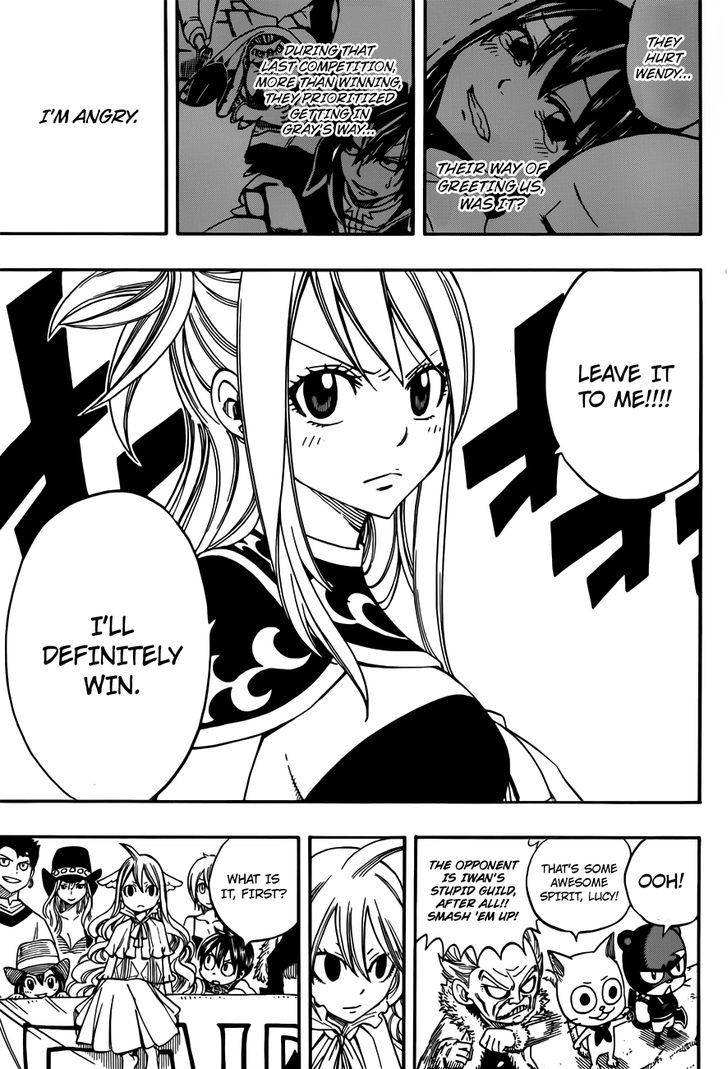 THEY
HURT
WENDY...
THEIR WAY OF
GREETING US,
WAS IT?
DURING THAT
LAST COMPETITION,
MORE THAN WINNING,
THEY PRIORITIZED
GETTING IN
GRAY'S WAY...
I'M ANGRY.
LEAVE IT
TO ME!!!!
I'LL
DEFINITELY
WIN.
OOH!
THAT'S SOME
AWESOME
SPIRIT, LUCY!
THE OPPONENT
IS IWAN'S
STUPID GUILD,
AFTER ALL!!
SMASH 'EM UP!
WHAT IS
IT, FIRST?